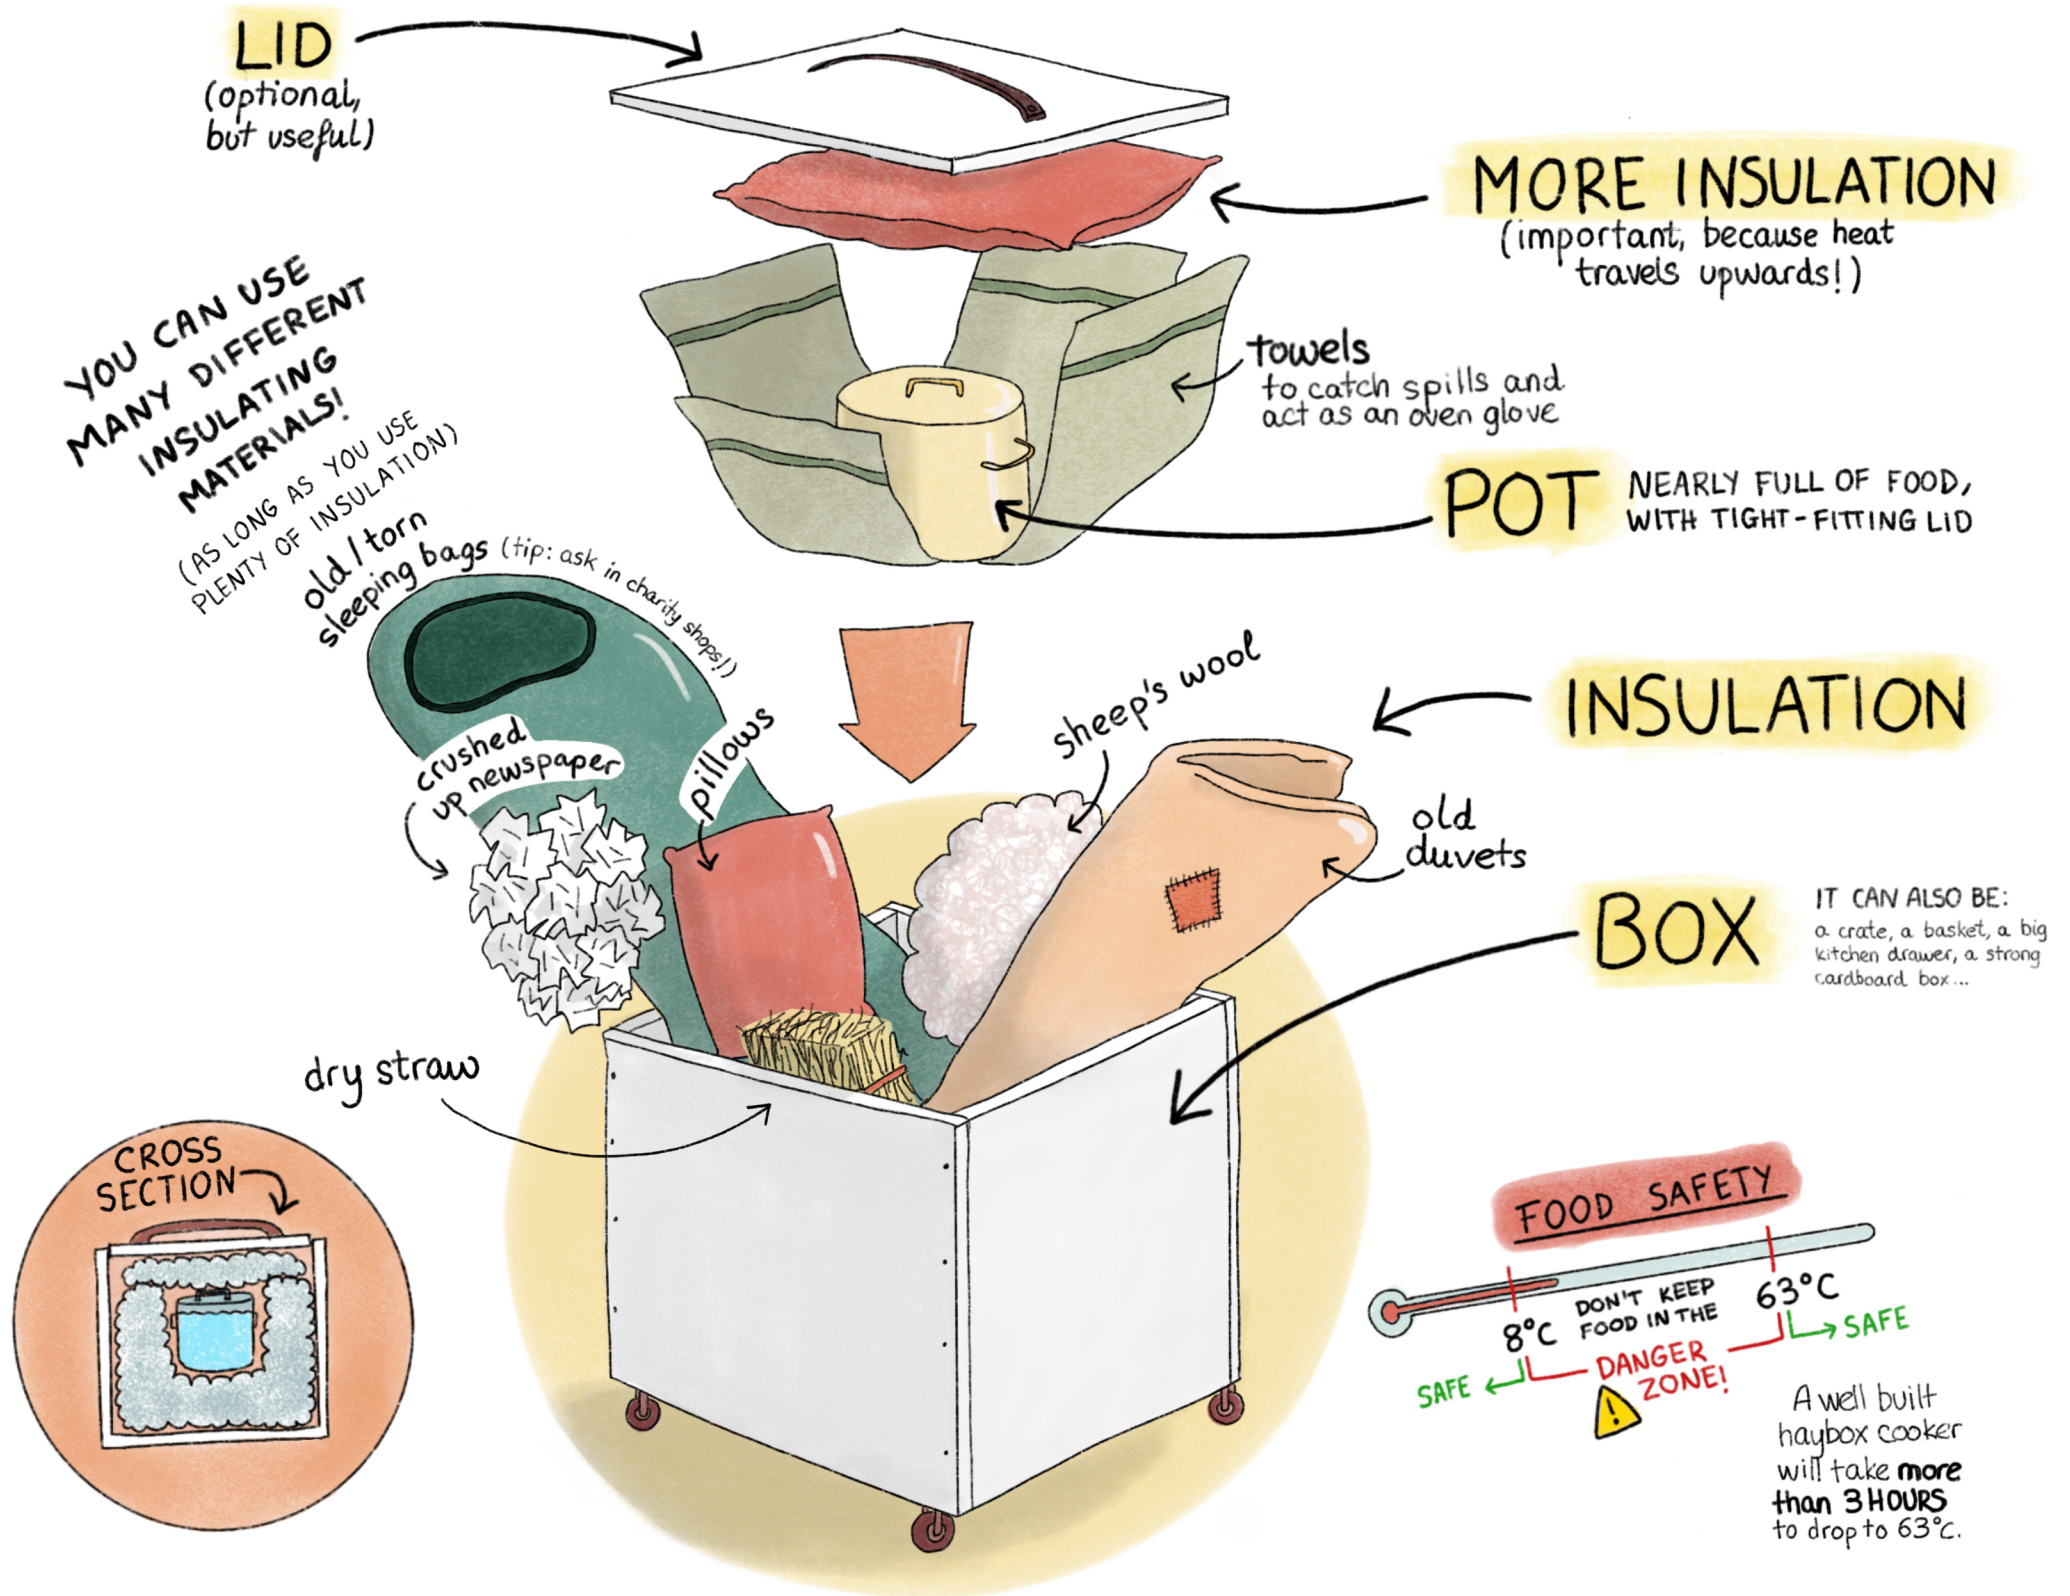 LID
(optional,
but useful)
MORE INSULATION
(important, because heat
travels upwards!)
YOU CAN USE
MANY DIFFERENT
INSULATING
MATERIALS!
(AS LONG AS YOU USE
PLENTY OF INSULATION)
towels
to catch spills and
act as an oven glove
POT
NEARLY FULL OF FOOD,
WITH TIGHT-FITTING LID
old / torn
sleeping bags (tip: ask in charity shops!)
crushed
up newspaper
pillows
sheep's wool
INSULATION
old
duvets
BOX
IT CAN ALSO BE:
a crate, a basket, a big
kitchen drawer, a strong
cardboard box...
dry straw
CROSS
SECTION
FOOD SAFETY
8°C
DON'T KEEP
FOOD IN THE
63°C
SAFE
DANGER
ZONE!
SAFE
A well built
haybox cooker
will take more
than 3 HOURS
to drop to 63°C.